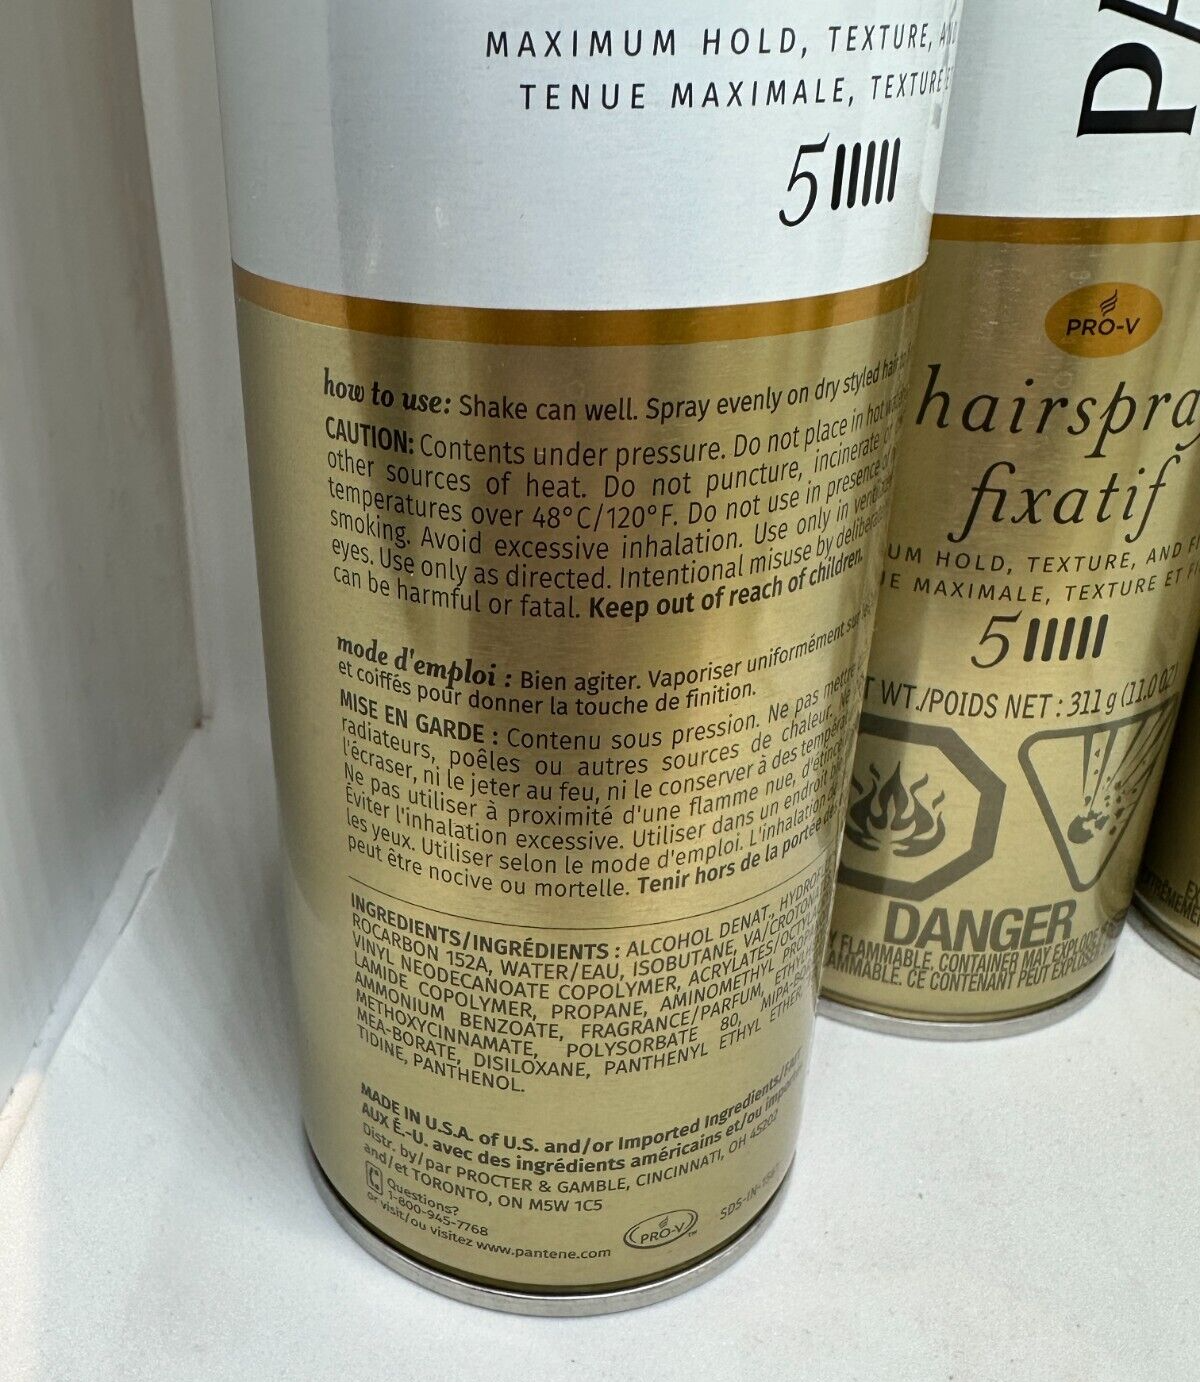 MAXIMUM HOLD, TEXTURE,
TENUE MAXIMALE, TEXTURE
5
how to use: Shake can well. Spray evenly on dry styled hair
CAUTION: Contents under pressure. Do not place in hot
other sources of heat. Do not puncture, incinerate
temperatures over 48°C/120°F. Do not use in presence of
smoking. Avoid excessive inhalation. Use only in
eyes. Use only as directed. Intentional misuse by
can be harmful or fatal. Keep out of reach of children.
mode d'emploi : Bien agiter. Vaporiser uniformément sur
et coiffés pour donner la touche de finition.
MISE EN GARDE : Contenu sous pression. Ne pas mettre
radiateurs, poêles ou autres sources de chaleur. Ne
l'écraser, ni le jeter au feu, ni le conserver à des
Ne pas utiliser à proximité d'une flamme nue,
Éviter l'inhalation excessive. Utiliser dans un endroit
les yeux. Utiliser selon le mode d'emploi. L'inhalation
peut être nocive ou mortelle. Tenir hors de la portée
INGREDIENTS/INGRÉDIENTS : ALCOHOL DENAT.,
ROCARBON 152A, WATER/EAU, ISOBUTANE,
VINYL NEODECANOATE COPOLYMER,
LAMIDE COPOLYMER, PROPANE, AMINOMETHYL
AMMONIUM BENZOATE, FRAGRANCE/PARFUM,
METHOXYCINNAMATE, POLYSORBATE 80,
MEA-BORATE, DISILOXANE, PANTHENYL ETHYL ETHER,
TIDINE, PANTHENOL.
MADE IN U.S.A. of U.S. and/or Imported Ingredients/FAIT
AUX É.-U. avec des ingrédients américains et/ou
Distr. by/par PROCTER & GAMBLE, CINCINNATI, OH 45202
and/et TORONTO, ON M5W 1C5
Questions?
1-800-945-7768
or visit/ou visitez www.pantene.com
PRO-V™
PRO-V
fixatif
UM HOLD, TEXTURE, AND
MAXIMALE, TEXTURE ET
5
WT./POIDS NET : 311 g (11.0 OZ)
DANGER
FLAMMABLE. CONTAINER MAY EXPLODE
CE CONTENANT PEUT